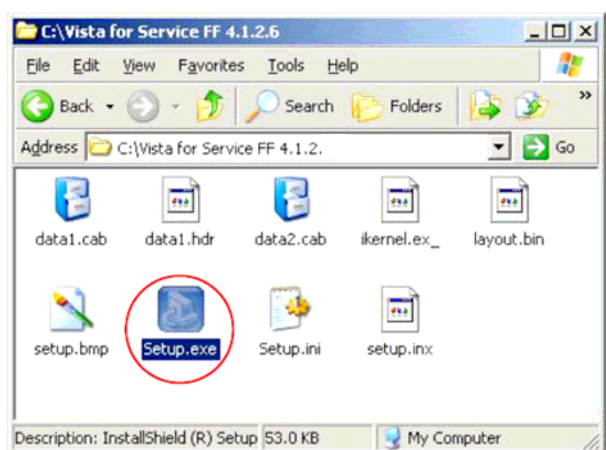 C:\Vista for Service FF 4.1.2.6
File Edit View Favorites Tools Help
Back Search Folders »
Address C:\Vista for Service FF 4.1.2. Go
data1.cab data1.hdr data2.cab ikernel.ex_ layout.bin
setup.bmp Setup.exe Setup.ini setup.inx
Description: InstallShield (R) Setup 53.0 KB My Computer